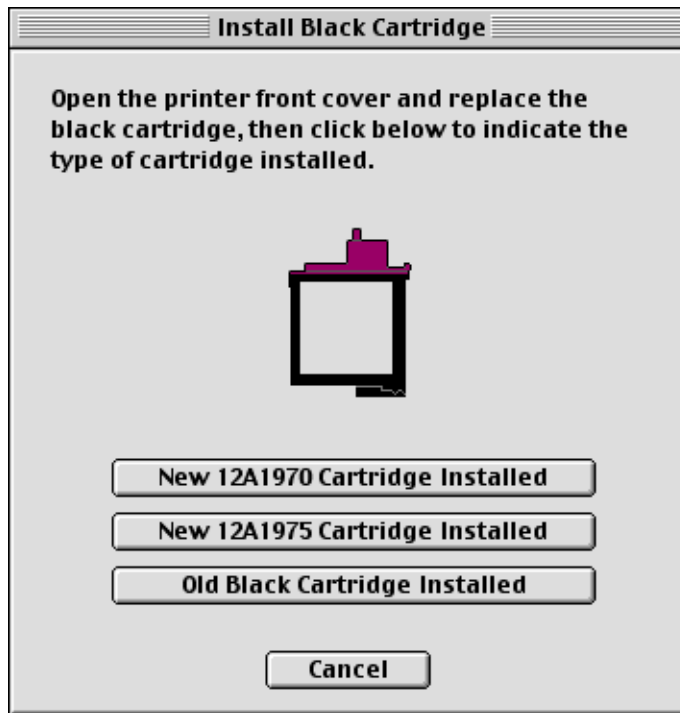 Install Black Cartridge
Open the printer front cover and replace the
black cartridge, then click below to indicate the
type of cartridge installed.
New 12A1970 Cartridge Installed
New 12A1975 Cartridge Installed
Old Black Cartridge Installed
Cancel